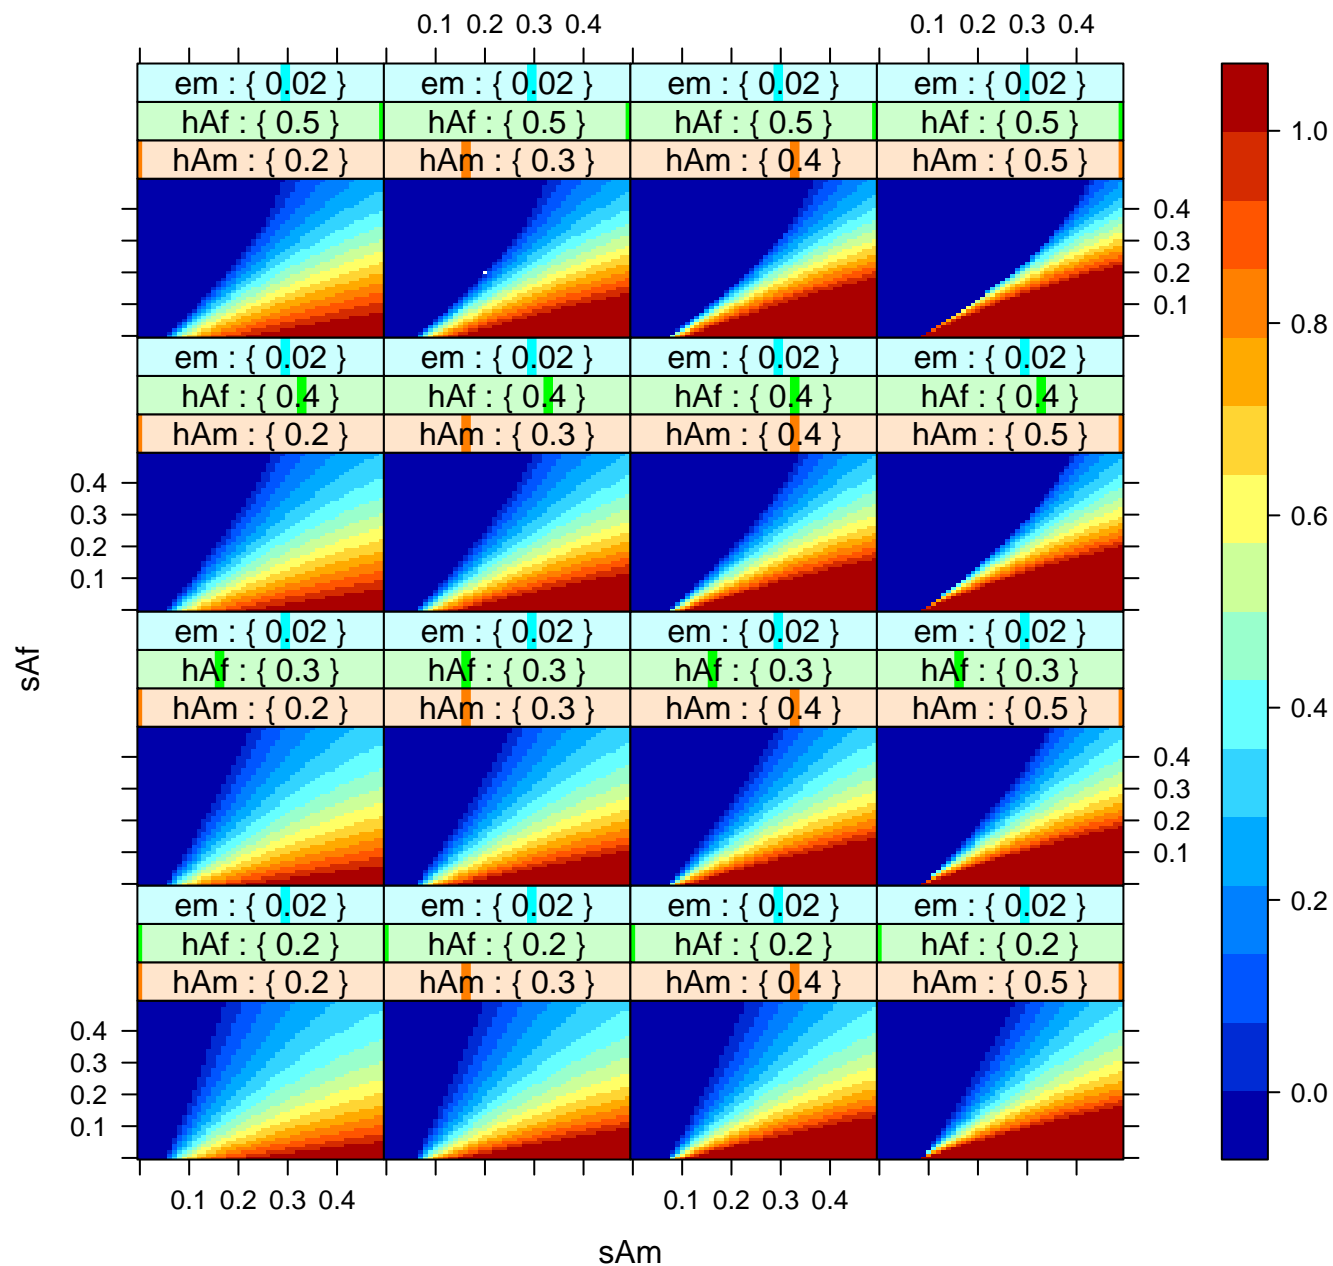 0.1 0.2 0.3 0.4 0.1 0.3 0.4
em : { 0.02 } em : { 0.02 } em : { 0.02 } em : { 0.02 }
hAf : { 0.5 } hAf : { 0.5 } hAf : { 0.5 } hAf : { 0.5 }
hAm : { 0.2 } hAm : { 0.3 } hAm : { 0.4 } hAm : { 0.5 }
0.4
0.3
0.2
0.1
em : { 0.02 } em : { 0.02 } em : { 0.02 } em : { 0.02 }
hAf : { 0.4 } hAf : { 0.4 } hAf : { 0.4 } hAf : { 0.4 }
hAm : { 0.2 } hAm : { 0.3 } hAm : { 0.4 } hAm : { 0.5 }
0.4
0.3
0.2
0.1
em : { 0.02 } em : { 0.02 } em : { 0.02 } em : { 0.02 }
hAf : { 0.3 } hAf : { 0.3 } hAf : { 0.3 } hAf : { 0.3 }
hAm : { 0.2 } hAm : { 0.3 } hAm : { 0.4 } hAm : { 0.5 }
0.4
0.3
0.2
0.1
em : { 0.02 } em : { 0.02 } em : { 0.02 } em : { 0.02 }
hAf : { 0.2 } hAf : { 0.2 } hAf : { 0.2 } hAf : { 0.2 }
hAm : { 0.2 } hAm : { 0.3 } hAm : { 0.4 } hAm : { 0.5 }
0.4
0.3
0.2
0.1
0.1 0.2 0.3 0.4 0.1 0.2 0.3 0.4
sAm
sAf
1.0
0.8
0.6
0.4
0.2
0.0